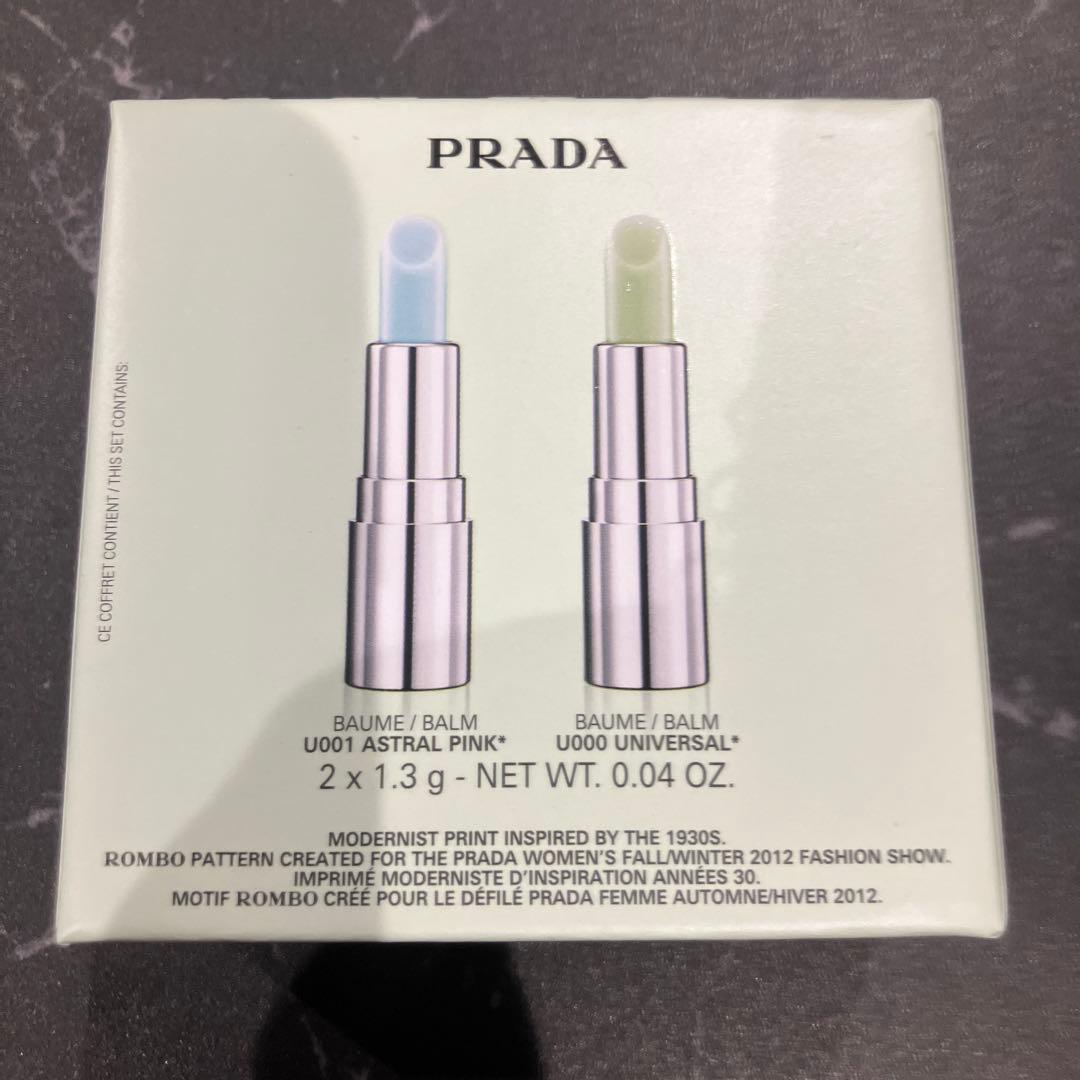 PRADA
CE COFFRET CONTIENT / THIS SET CONTAINS:
BAUME / BALM
U001 ASTRAL PINK*
BAUME / BALM
U000 UNIVERSAL*
2 x 1.3 g - NET WT. 0.04 OZ.
MODERNIST PRINT INSPIRED BY THE 1930S.
ROMBO PATTERN CREATED FOR THE PRADA WOMEN'S FALL/WINTER 2012 FASHION SHOW.
IMPRIMÉ MODERNISTE D'INSPIRATION ANNÉES 30.
MOTIF ROMBO CRÉÉ POUR LE DÉFILÉ PRADA FEMME AUTOMNE/HIVER 2012.